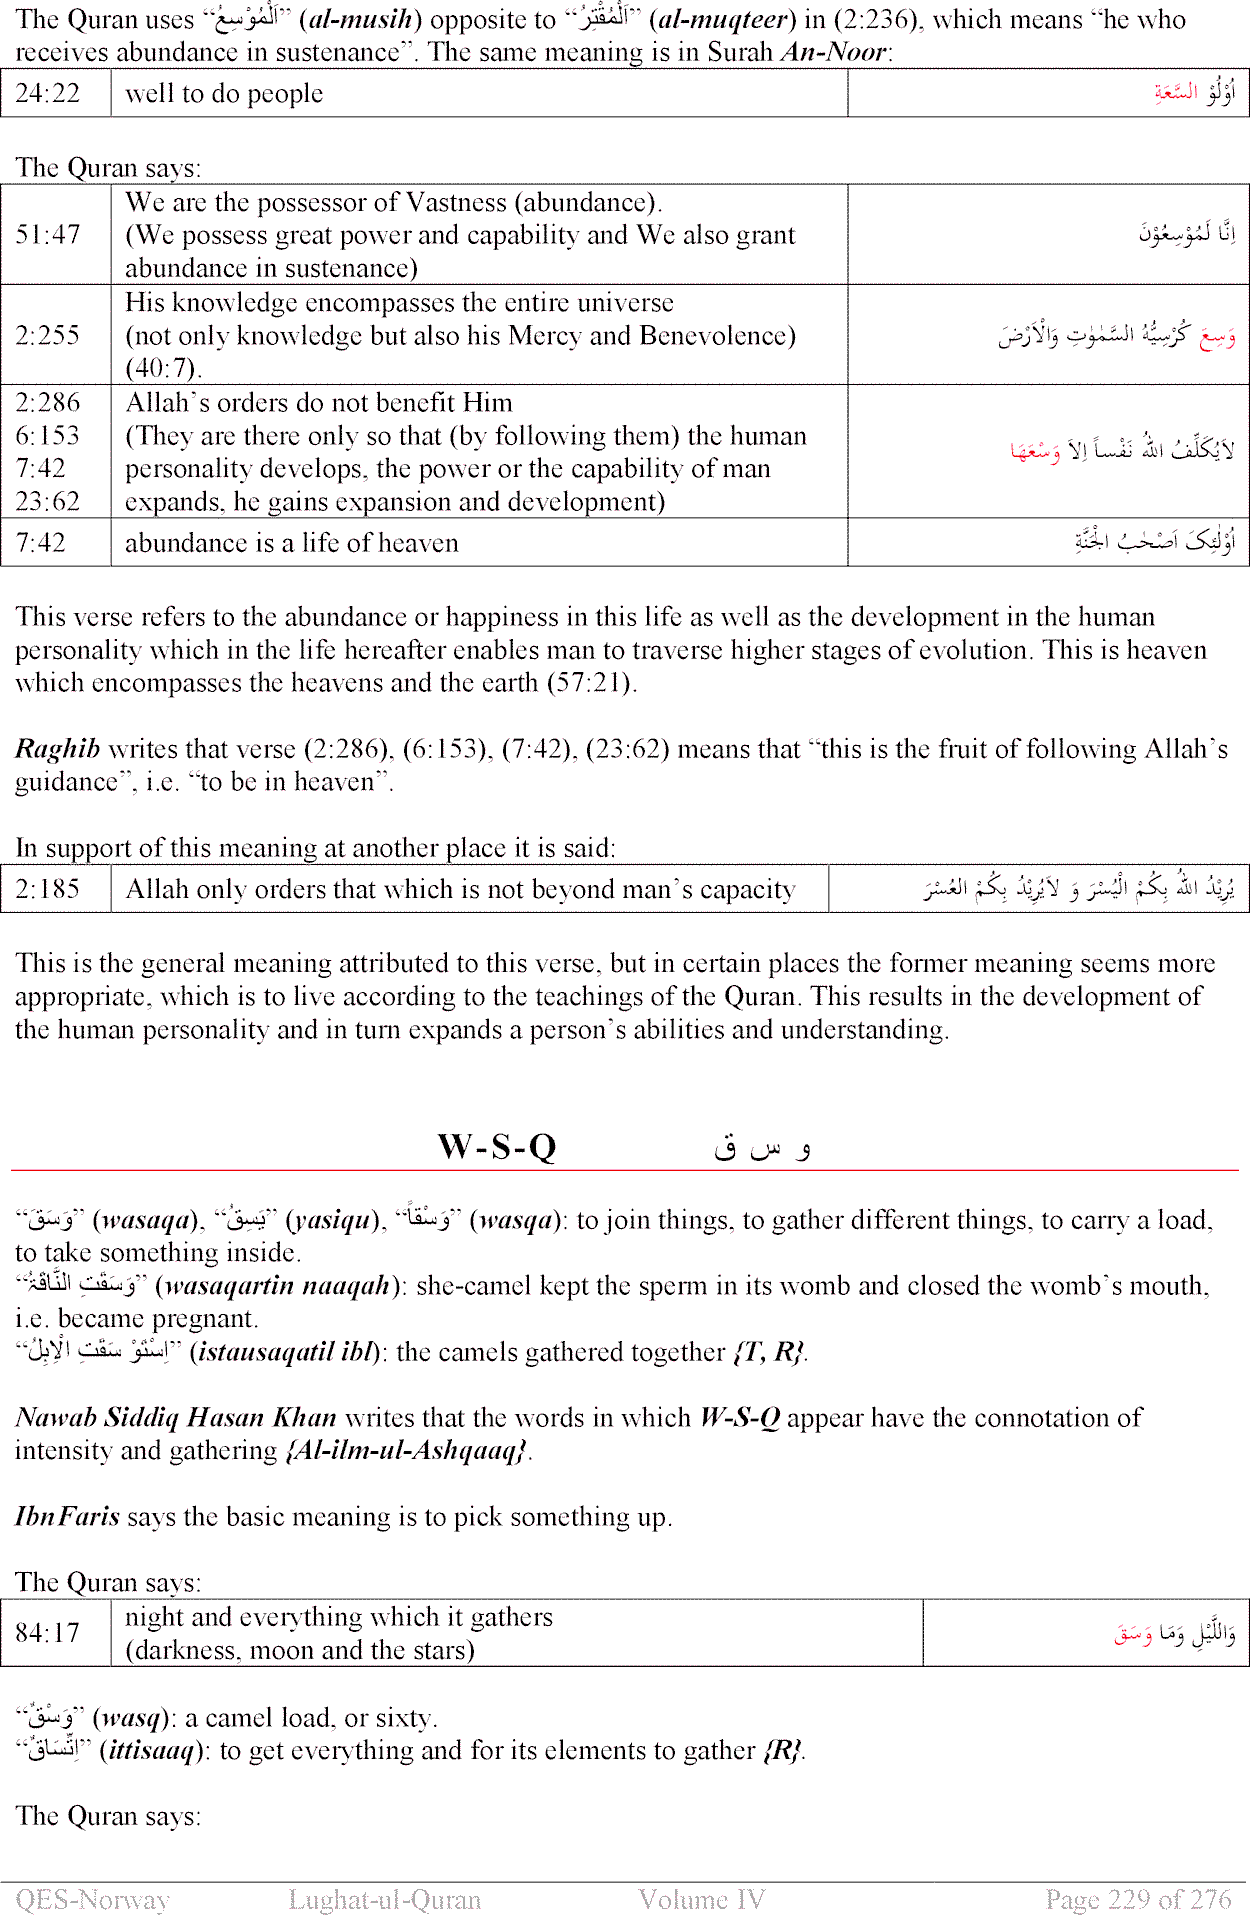 The Quran uses “اَلْمُوْسِعُ” (al-musih) opposite to “اَلْمُقْتِرُ” (al-muqteer) in (2:236), which means “he who
receives abundance in sustenance”. The same meaning is in Surah An-Noor:
24:22 well to do people اُوْلُوْ السَّعَةِ
The Quran says:
We are the possessor of Vastness (abundance).
51:47 (We possess great power and capability and We also grant اِنَّا لَمُوْسِعُوْنَ
abundance in sustenance)
His knowledge encompasses the entire universe
2:255 (not only knowledge but also his Mercy and Benevolence) وَسِعَ كُرْسِيُّهُ السَّمٰوٰتِ وَالْاَرْضَ
(40:7).
2:286 Allah’s orders do not benefit Him
6:153 (They are there only so that (by following them) the human
7:42 personality develops, the power or the capability of man لَايُكَلِّفُ اللهُ نَفْساً اِلاَ وَسْعَهَا
23:62 expands, he gains expansion and development)
7:42 abundance is a life of heaven اُوْلٰئِکَ اَصْحٰبُ الْجَنَّةِ
This verse refers to the abundance or happiness in this life as well as the development in the human
personality which in the life hereafter enables man to traverse higher stages of evolution. This is heaven
which encompasses the heavens and the earth (57:21).
Raghib writes that verse (2:286), (6:153), (7:42), (23:62) means that “this is the fruit of following Allah’s
guidance”, i.e. “to be in heaven”.
In support of this meaning at another place it is said:
2:185 Allah only orders that which is not beyond man’s capacity يُرِيْدُ اللهُ بِكُمْ الْيُسْرَ وَ لاَيُرِيْدُ بِكُمْ العُسْرَ
This is the general meaning attributed to this verse, but in certain places the former meaning seems more
appropriate, which is to live according to the teachings of the Quran. This results in the development of
the human personality and in turn expands a person’s abilities and understanding.
W-S-Q و س ق
“وَسَقَ” (wasaqa), “يَسِقُ” (yasiqu), “وَسْقاً” (wasqa): to join things, to gather different things, to carry a load,
to take something inside.
“وَسَقَتِ النَّاقَةُ” (wasaqartin naaqah): she-camel kept the sperm in its womb and closed the womb’s mouth,
i.e. became pregnant.
“اِسْتَوْ سَقَتِ الْاِبِلُ” (istausaqatil ibl): the camels gathered together {T, R}.
Nawab Siddiq Hasan Khan writes that the words in which W-S-Q appear have the connotation of
intensity and gathering {Al-ilm-ul-Ashqaaq}.
Ibn Faris says the basic meaning is to pick something up.
The Quran says:
night and everything which it gathers
84:17 وَاللَّيْلِ وَمَا وَسَقَ
(darkness, moon and the stars)
“وَسْقٌ” (wasq): a camel load, or sixty.
“اِتِّسَاقٌ” (ittisaaq): to get everything and for its elements to gather {R}.
The Quran says:
QES-Norway Lughat-ul-Quran Volume IV Page 229 of 276